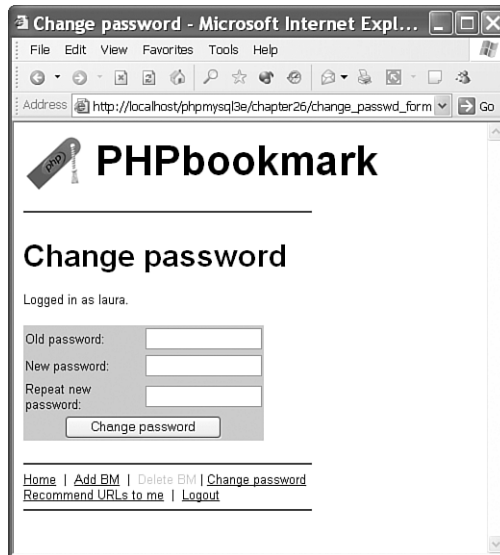 Change password - Microsoft Internet Expl...
File Edit View Favorites Tools Help
Address http://localhost/phpmysql3e/chapter26/change_passwd_form Go
php PHPbookmark
Change password
Logged in as laura.
Old password:
New password:
Repeat new
password:
Change password
Home | Add BM | Delete BM | Change password
Recommend URLs to me | Logout